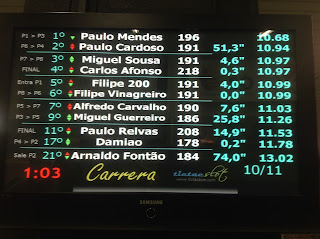 P1 > P3 1º Paulo Mendes 196 10.68
P6 > P4 2º Paulo Cardoso 191 51,3" 10.94
P7 > P8 3º Miguel Sousa 191 4,6" 10.97
FINAL 4º Carlos Afonso 218 0,3" 10.97
Entra P1 5º Filipe 200 191 4,0" 10.99
P8 > P6 6º Filipe Vinagreiro 191 0,0" 10.99
P5 > P7 7º Alfredo Carvalho 190 7,6" 11.03
P3 > P5 9º Miguel Guerreiro 186 25,8" 11.26
FINAL 11º Paulo Relvas 208 14,9" 11.53
P4 > P2 17º Damiao 178 0,2" 11.78
Sale P2 21º Arnaldo Fontão 184 74,0" 13.02
1:03 Carrera slot 10/11
SAMSUNG